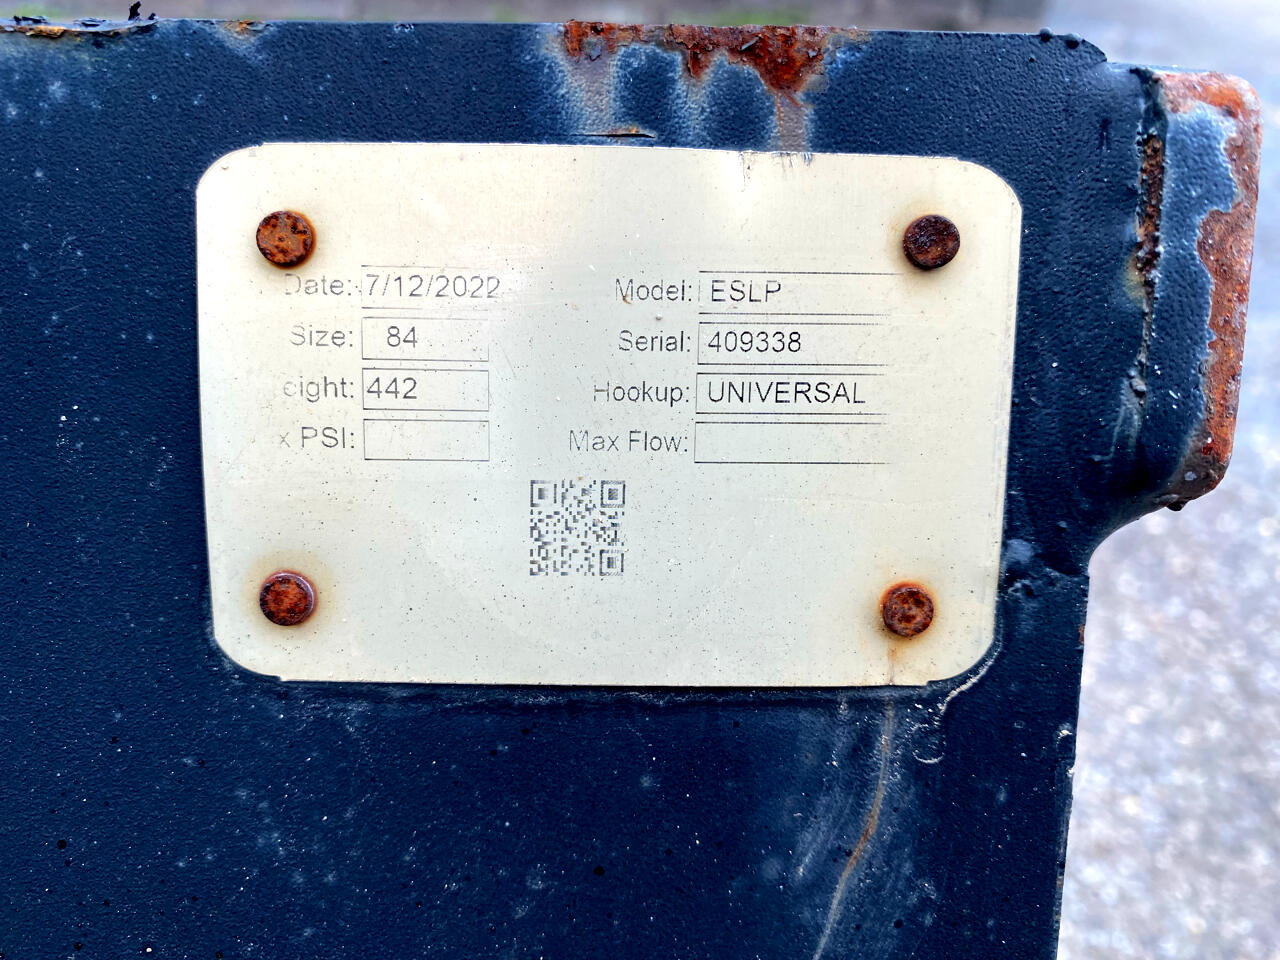 Date: 7/12/2022 Model: ESLP
Size: 84 Serial: 409338
eight: 442 Hookup: UNIVERSAL
x PSI: Max Flow: